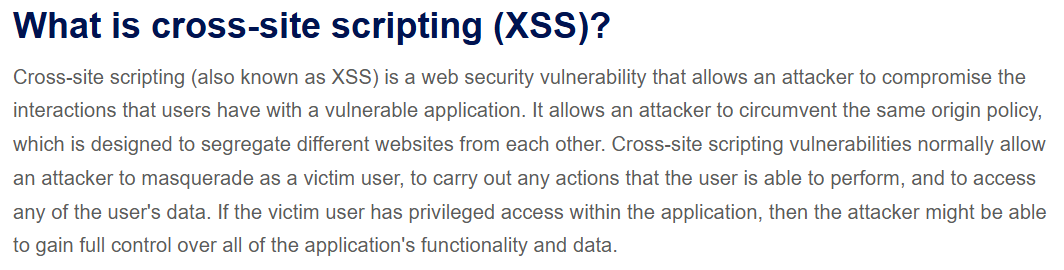 What is cross-site scripting (XSS)?
Cross-site scripting (also known as XSS) is a web security vulnerability that allows an attacker to compromise the
interactions that users have with a vulnerable application. It allows an attacker to circumvent the same origin policy,
which is designed to segregate different websites from each other. Cross-site scripting vulnerabilities normally allow
an attacker to masquerade as a victim user, to carry out any actions that the user is able to perform, and to access
any of the user's data. If the victim user has privileged access within the application, then the attacker might be able
to gain full control over all of the application's functionality and data.